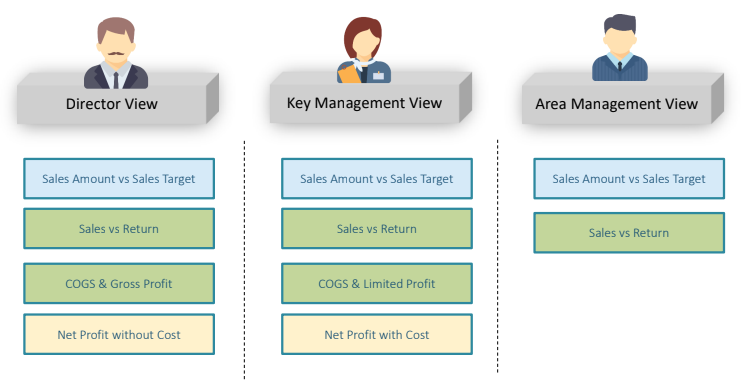 Director View
Key Management View
Area Management View
Sales Amount vs Sales Target
Sales Amount vs Sales Target
Sales Amount vs Sales Target
Sales vs Return
Sales vs Return
Sales vs Return
COGS & Gross Profit
COGS & Limited Profit
Net Profit without Cost
Net Profit with Cost